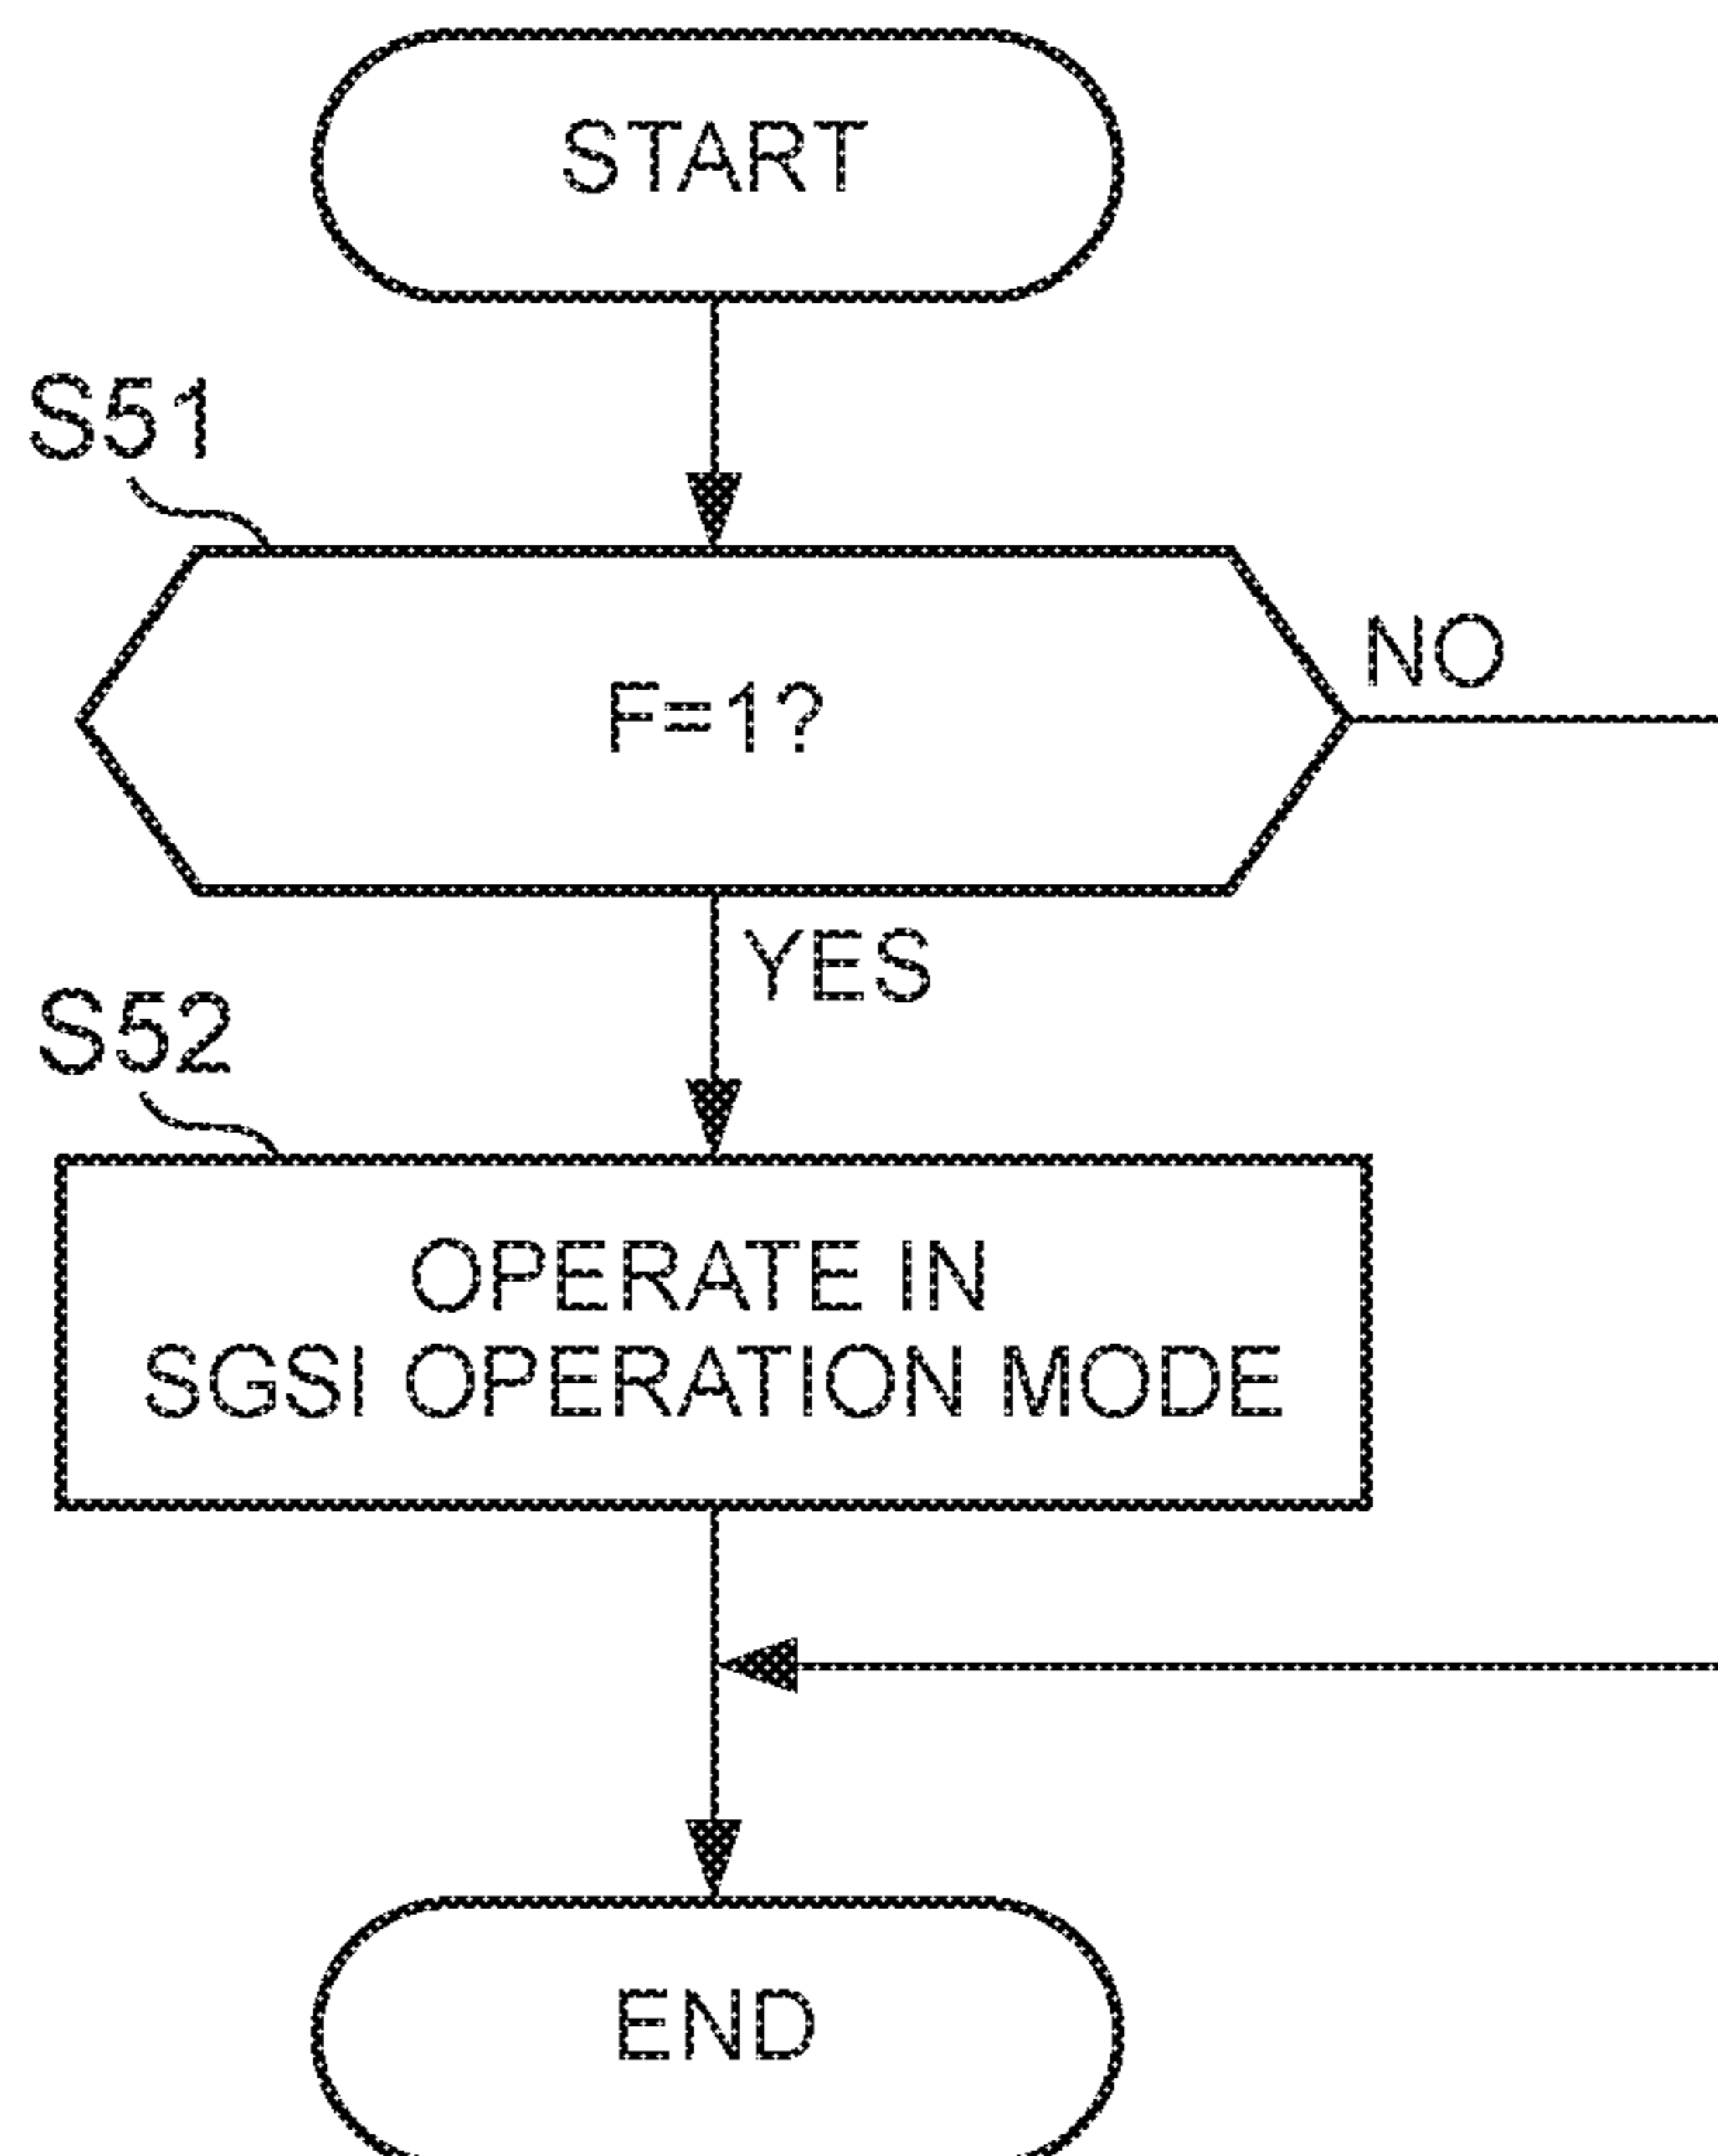 START
S51
F=1?
NO
YES
S52
OPERATE IN
SGSI OPERATION MODE
END